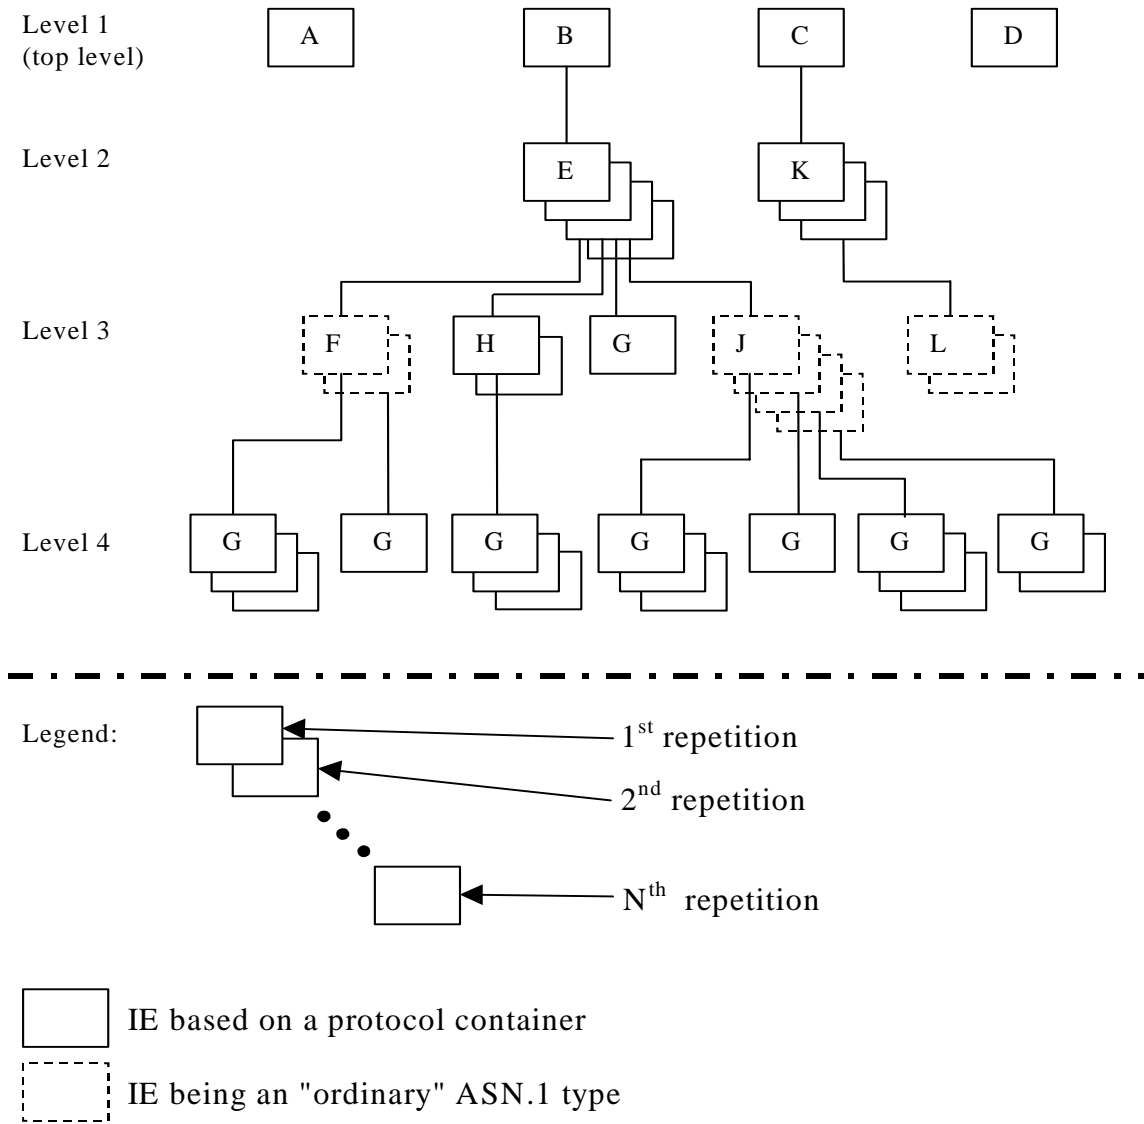 Level 1
(top level)
A
B
C
D
Level 2
E
K
Level 3
F
H
G
J
L
Level 4
G
G
G
G
G
G
G
Legend:
1st repetition
2nd repetition
Nth repetition
IE based on a protocol container
IE being an "ordinary" ASN.1 type